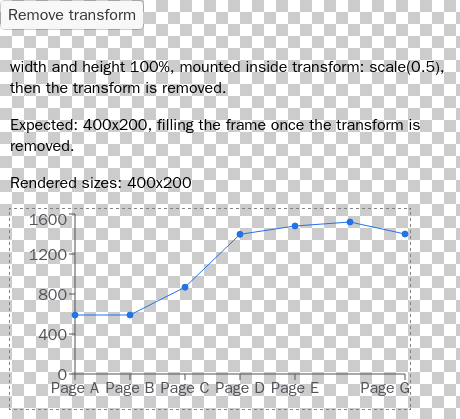 Remove transform
width and height 100%, mounted inside transform: scale(0.5),
then the transform is removed.
Expected: 400x200, filling the frame once the transform is
removed.
Rendered sizes: 400x200
1600
1200
800
400
0
Page A Page B Page C Page D Page E Page G